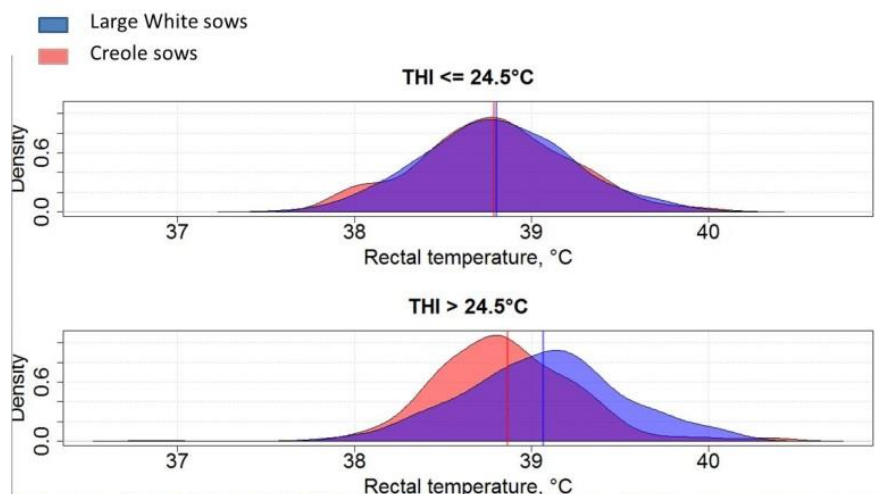 Large White sows
Creole sows
THI <= 24.5°C
Density
0.0 0.6
37 38 39 40
Rectal temperature, °C
THI > 24.5°C
Density
0.0 0.6
37 38 39 40
Rectal temperature, °C